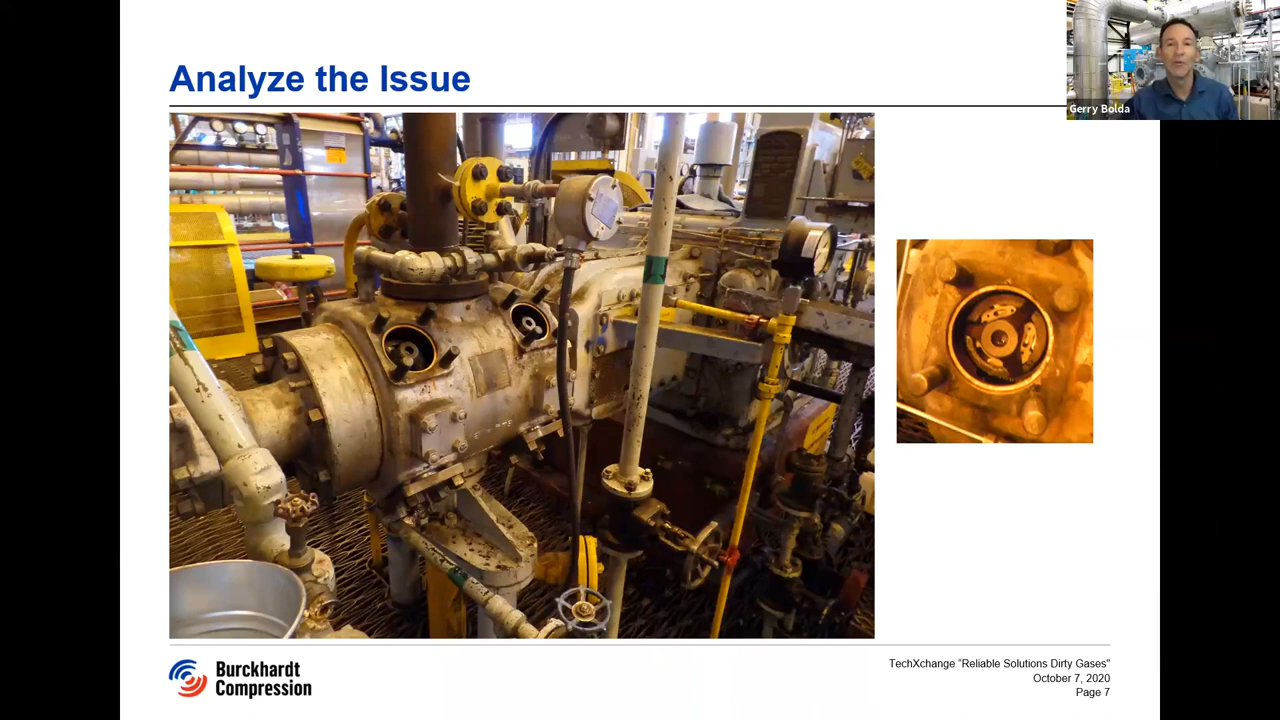 Analyze the Issue
Gerry Bolda
Burckhardt
Compression
TechXchange "Reliable Solutions Dirty Gases"
October 7, 2020
Page 7